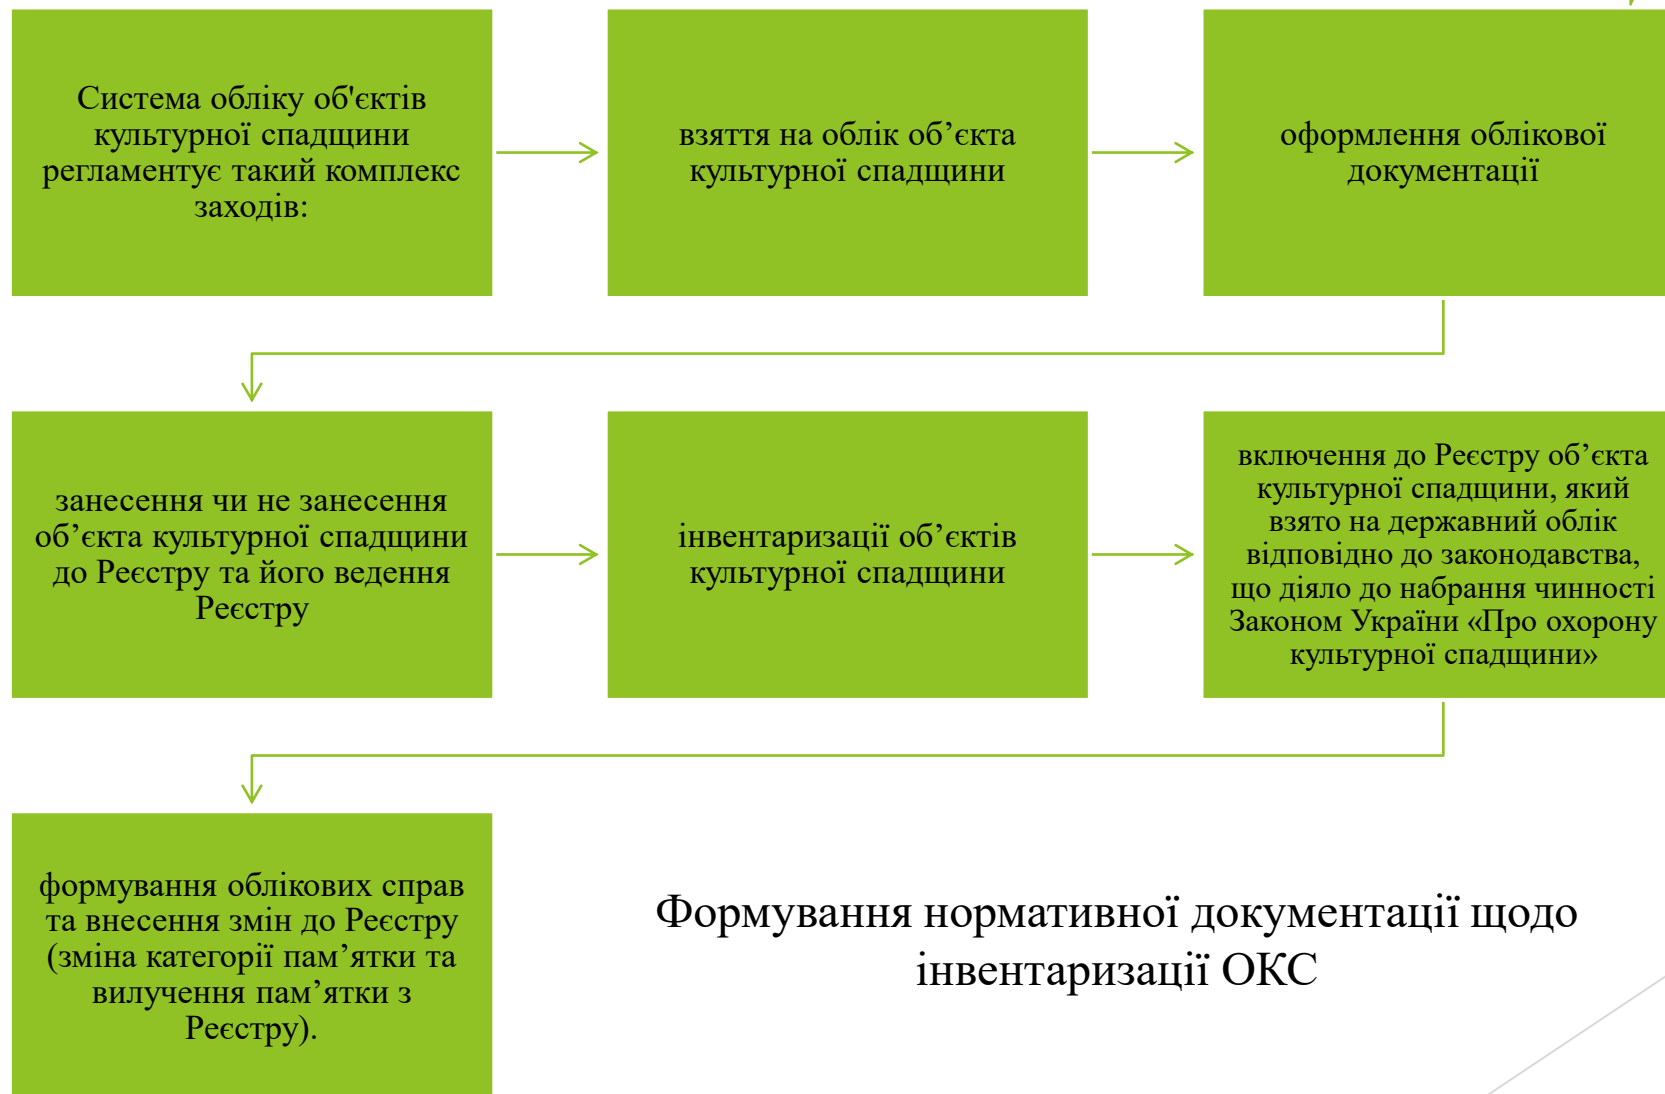 Система обліку об'єктів
культурної спадщини
регламентує такий комплекс
заходів:
взяття на облік об’єкта
культурної спадщини
оформлення облікової
документації
занесення чи не занесення
об’єкта культурної спадщини
до Реєстру та його ведення
Реєстру
інвентаризації об’єктів
культурної спадщини
включення до Реєстру об’єкта
культурної спадщини, який
взято на державний облік
відповідно до законодавства,
що діяло до набрання чинності
Законом України «Про охорону
культурної спадщини»
формування облікових справ
та внесення змін до Реєстру
(зміна категорії пам’ятки та
вилучення пам’ятки з
Реєстру).
Формування нормативної документації щодо
інвентаризації ОКС